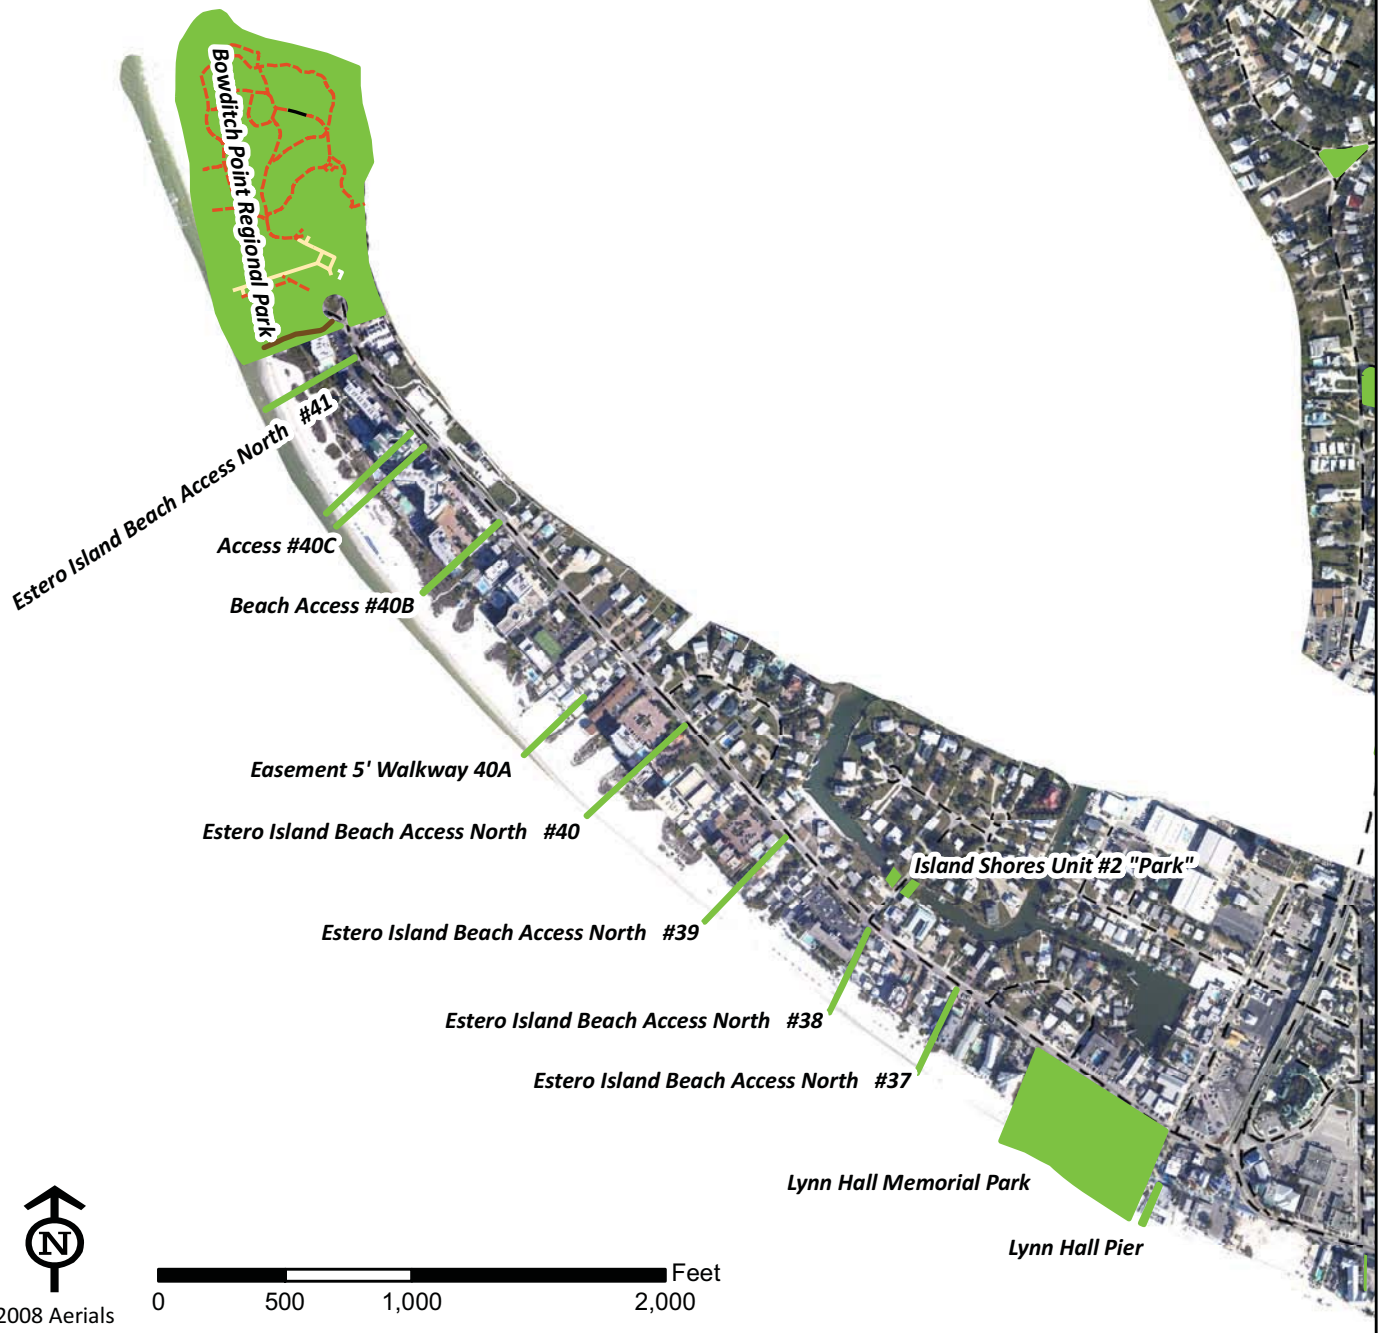 Bowditch Point Regional Park
Estero Island Beach Access North #41
Access #40C
Beach Access #40B
Easement 5' Walkway 40A
Estero Island Beach Access North #40
Island Shores Unit #2 "Park"
Estero Island Beach Access North #39
Estero Island Beach Access North #38
Estero Island Beach Access North #37
Lynn Hall Memorial Park
Lynn Hall Pier
N
Feet
0 500 1,000 2,000
2008 Aerials